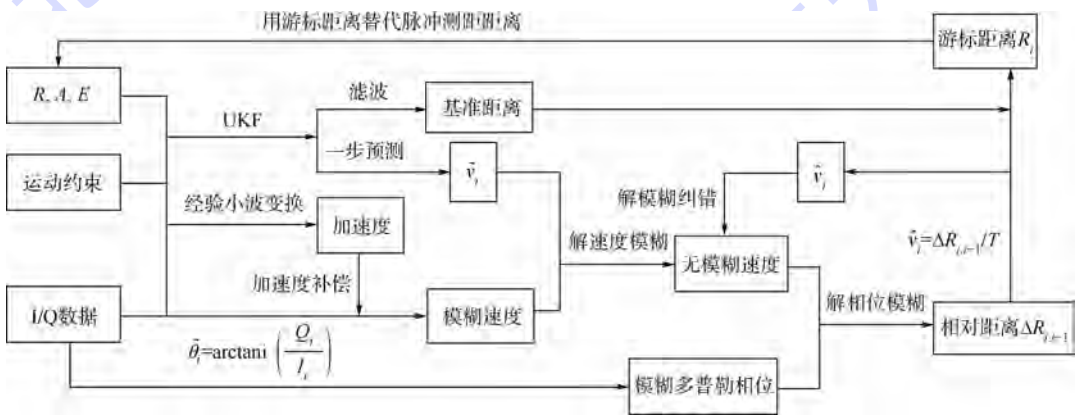 用游标距离替代脉冲测距距离
游标距离R_i
R, A, E
滤波
基准距离
UKF
一步预测
ṽ_i
v̂_i
运动约束
经验小波变换
加速度
解模糊纠错
解速度模糊
无模糊速度
v̂_i=ΔR_{i,i-1}/T
加速度补偿
解相位模糊
I/Q数据
模糊速度
相对距离ΔR_{i,i-1}
θ̃_i=arctani(Q_i/I_i)
模糊多普勒相位